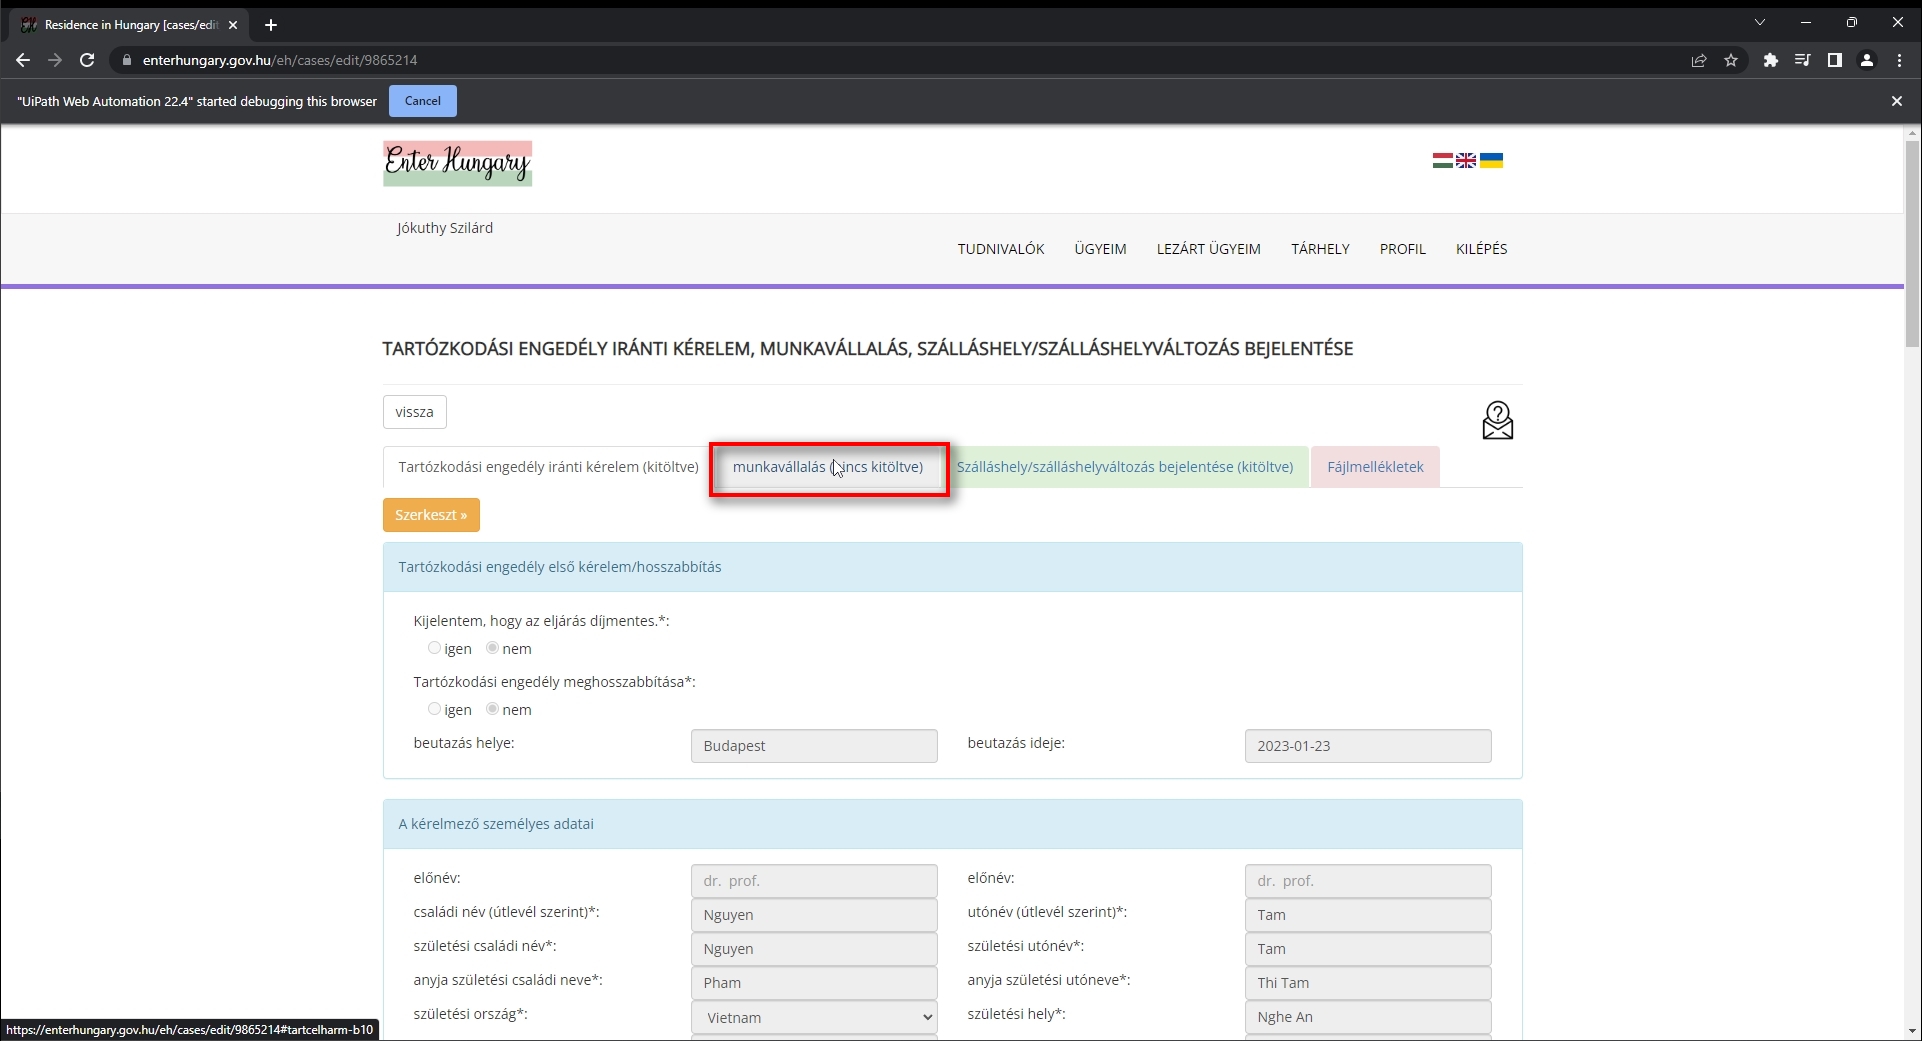 Residence in Hungary [cases/edit
enterhungary.gov.hu/eh/cases/edit/9865214
"UiPath Web Automation 22.4" started debugging this browser
Cancel
Enter Hungary
Jókuthy Szilárd
TUDNIVALÓK ÜGYEIM LEZÁRT ÜGYEIM TÁRHELY PROFIL KILÉPÉS
TARTÓZKODÁSI ENGEDÉLY IRÁNTI KÉRELEM, MUNKAVÁLLALÁS, SZÁLLÁSHELY/SZÁLLÁSHELYVÁLTOZÁS BEJELENTÉSE
vissza
Tartózkodási engedély iránti kérelem (kitöltve) munkavállalás (nincs kitöltve) Szálláshely/szálláshelyváltozás bejelentése (kitöltve) Fájlmellékletek
Szerkeszt »
Tartózkodási engedély első kérelem/hosszabbítás
Kijelentem, hogy az eljárás díjmentes.*:
igen nem
Tartózkodási engedély meghosszabbítása*:
igen nem
beutazás helye: Budapest beutazás ideje: 2023-01-23
A kérelmező személyes adatai
előnév: dr. prof. előnév: dr. prof.
családi név (útlevél szerint)*: Nguyen utónév (útlevél szerint)*: Tam
születési családi név*: Nguyen születési utónév*: Tam
anyja születési családi neve*: Pham anyja születési utóneve*: Thi Tam
születési ország*: Vietnam születési hely*: Nghe An
https://enterhungary.gov.hu/eh/cases/edit/9865214#tartcelharm-b10